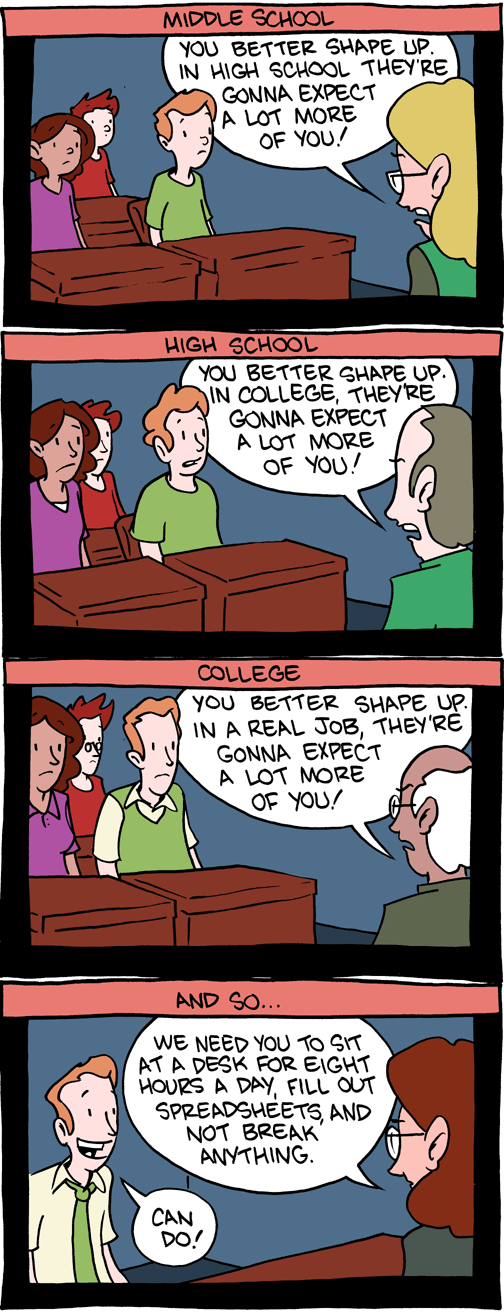 MIDDLE SCHOOL
YOU BETTER SHAPE UP.
IN HIGH SCHOOL THEY'RE
GONNA EXPECT
A LOT MORE
OF YOU!
HIGH SCHOOL
YOU BETTER SHAPE UP.
IN COLLEGE, THEY'RE
GONNA EXPECT
A LOT MORE
OF YOU!
COLLEGE
YOU BETTER SHAPE UP.
IN A REAL JOB, THEY'RE
GONNA EXPECT
A LOT MORE
OF YOU!
AND SO...
WE NEED YOU TO SIT
AT A DESK FOR EIGHT
HOURS A DAY, FILL OUT
SPREADSHEETS, AND
NOT BREAK
ANYTHING.
CAN
DO!